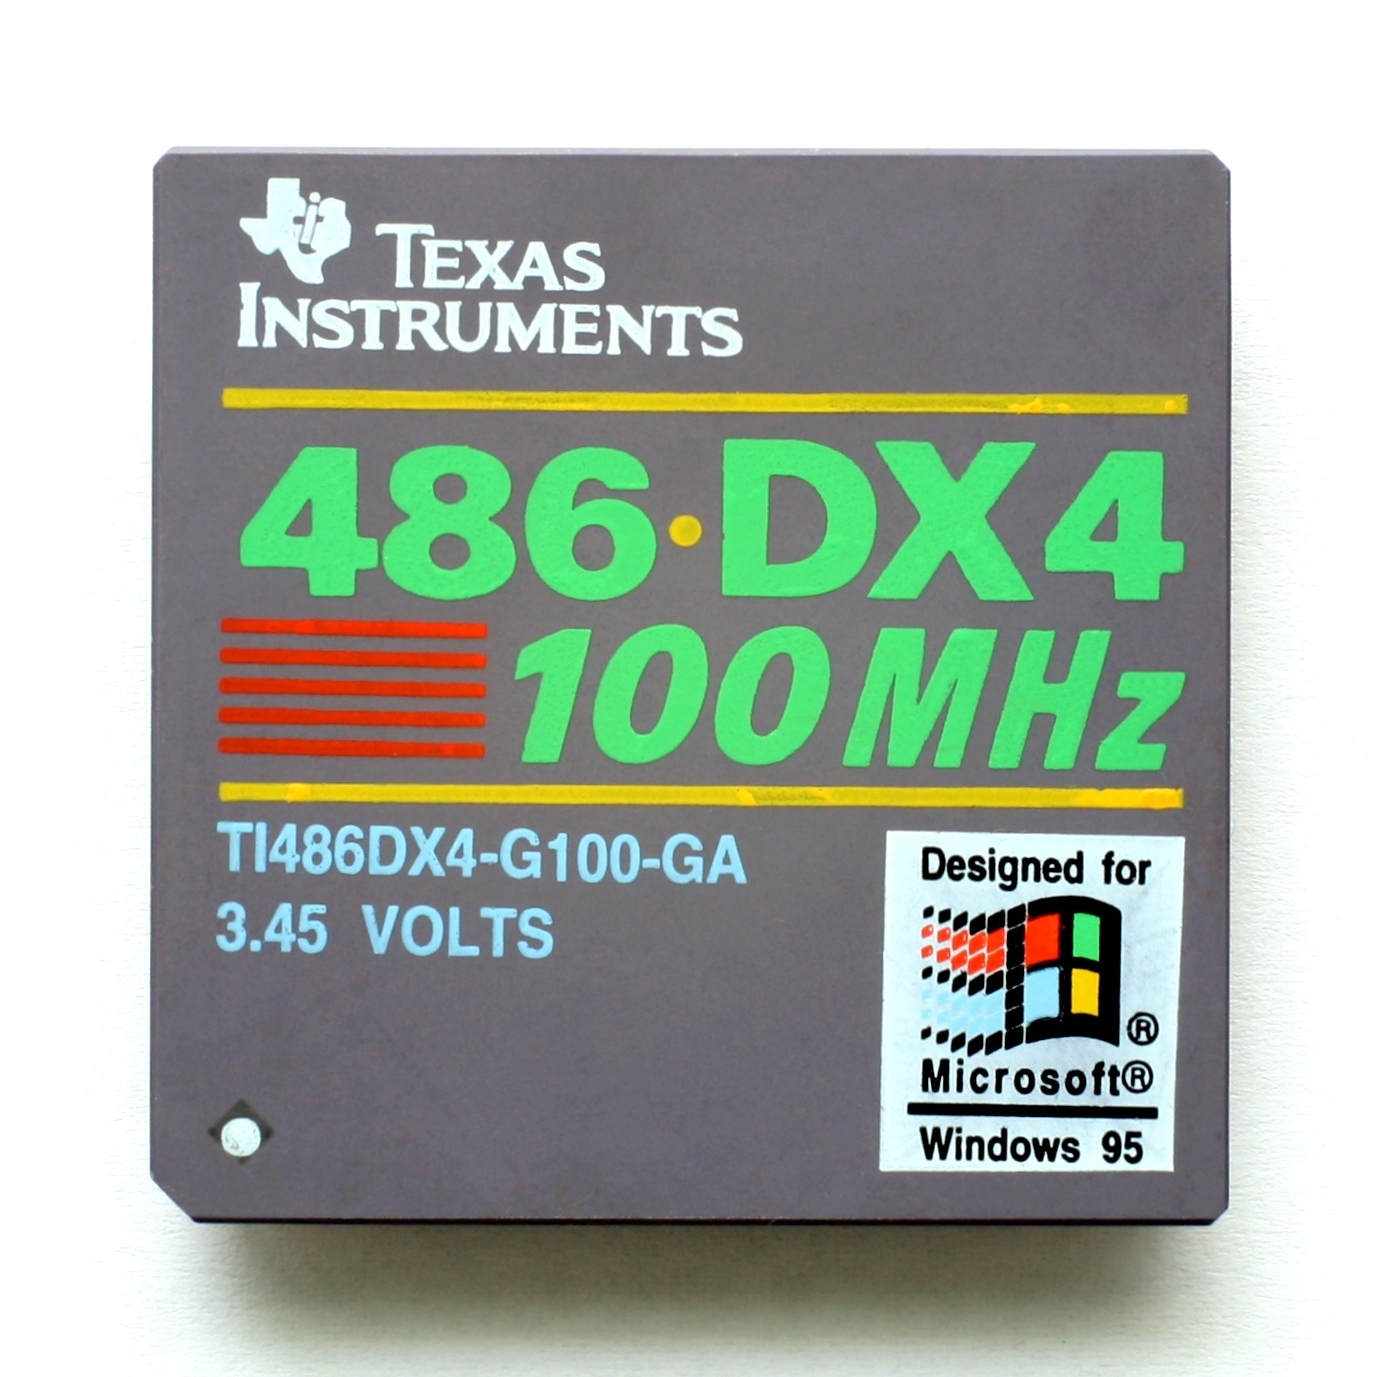 TEXAS
INSTRUMENTS
486·DX4
100MHz
TI486DX4-G100-GA
3.45 VOLTS
Designed for
®
Microsoft®
Windows 95